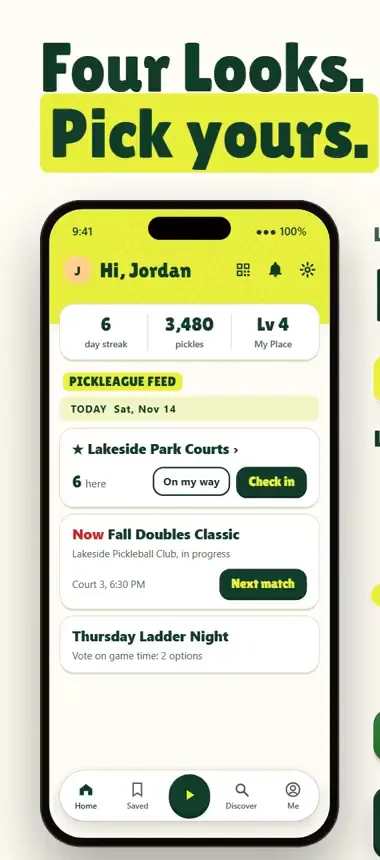 Four Looks.
Pick yours.
9:41
100%
J
Hi, Jordan
6
3,480
Lv 4
day streak
pickles
My Place
PICKLEAGUE FEED
TODAY Sat, Nov 14
★ Lakeside Park Courts ›
6 here
On my way
Check in
Now Fall Doubles Classic
Lakeside Pickleball Club, in progress
Court 3, 6:30 PM
Next match
Thursday Ladder Night
Vote on game time: 2 options
Home
Saved
Discover
Me